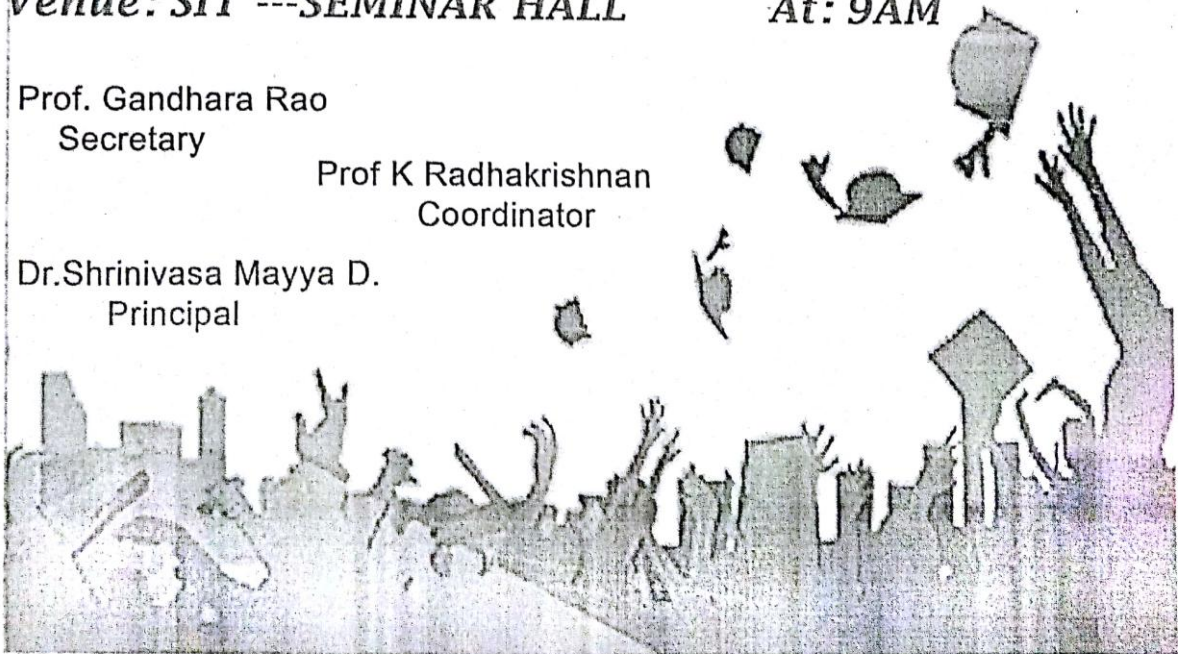 Venue: SIT ---SEMINAR HALL At: 9AM
Prof. Gandhara Rao
Secretary
Prof K Radhakrishnan
Coordinator
Dr.Shrinivasa Mayya D.
Principal